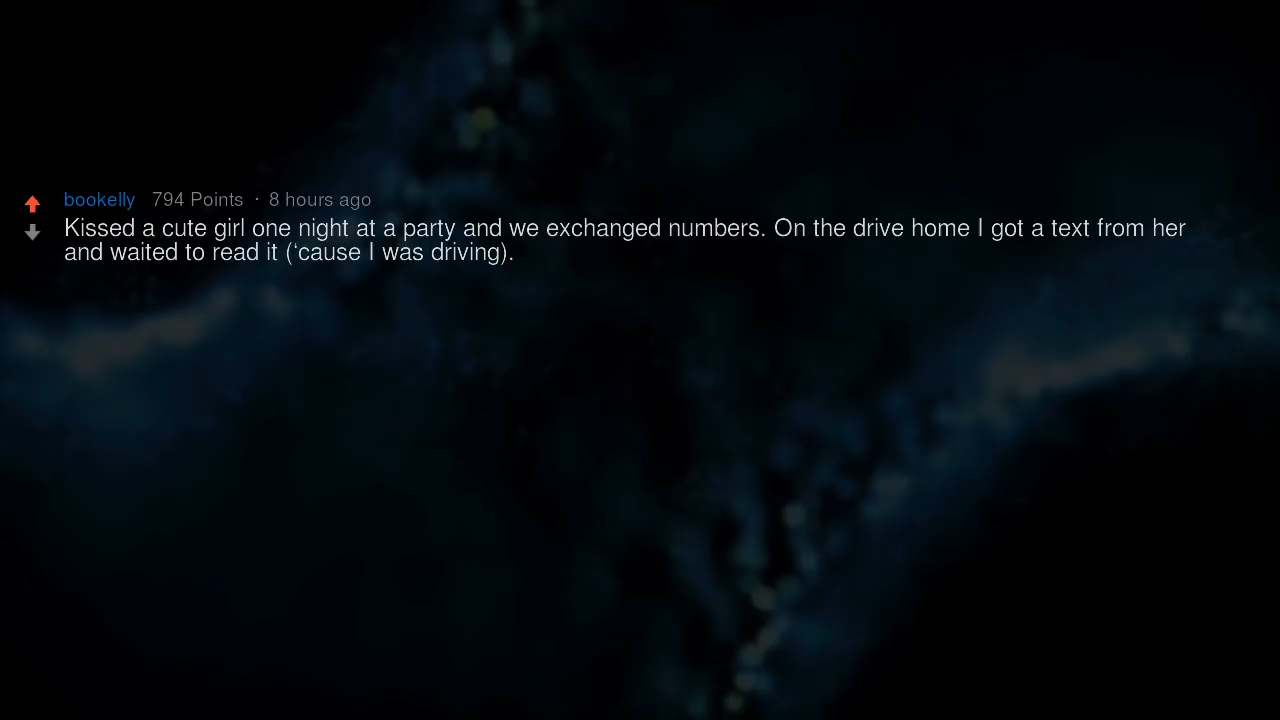 bookelly 794 Points · 8 hours ago
Kissed a cute girl one night at a party and we exchanged numbers. On the drive home I got a text from her
and waited to read it (‘cause I was driving).